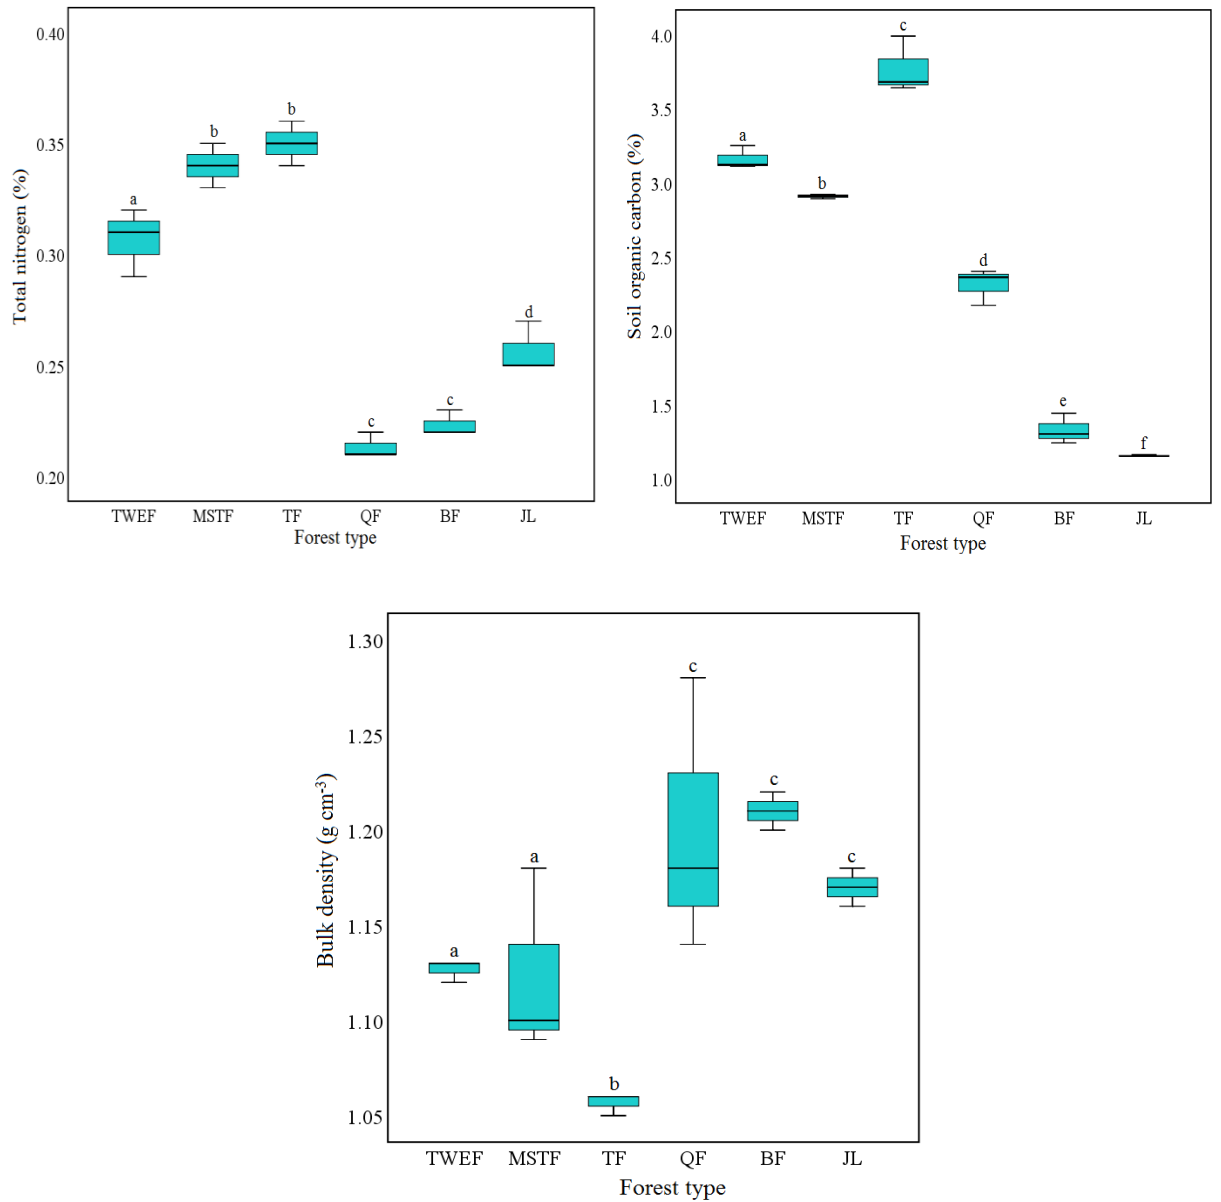 Total nitrogen (%)
0.40
0.35
0.30
0.25
0.20
a
b
b
c
c
d
TWEF MSTF TF QF BF JL
Forest type
Soil organic carbon (%)
4.0
3.5
3.0
2.5
2.0
1.5
1.0
a
b
c
d
e
f
TWEF MSTF TF QF BF JL
Forest type
Bulk density (g cm⁻³)
1.30
1.25
1.20
1.15
1.10
1.05
a
a
b
c
c
c
TWEF MSTF TF QF BF JL
Forest type